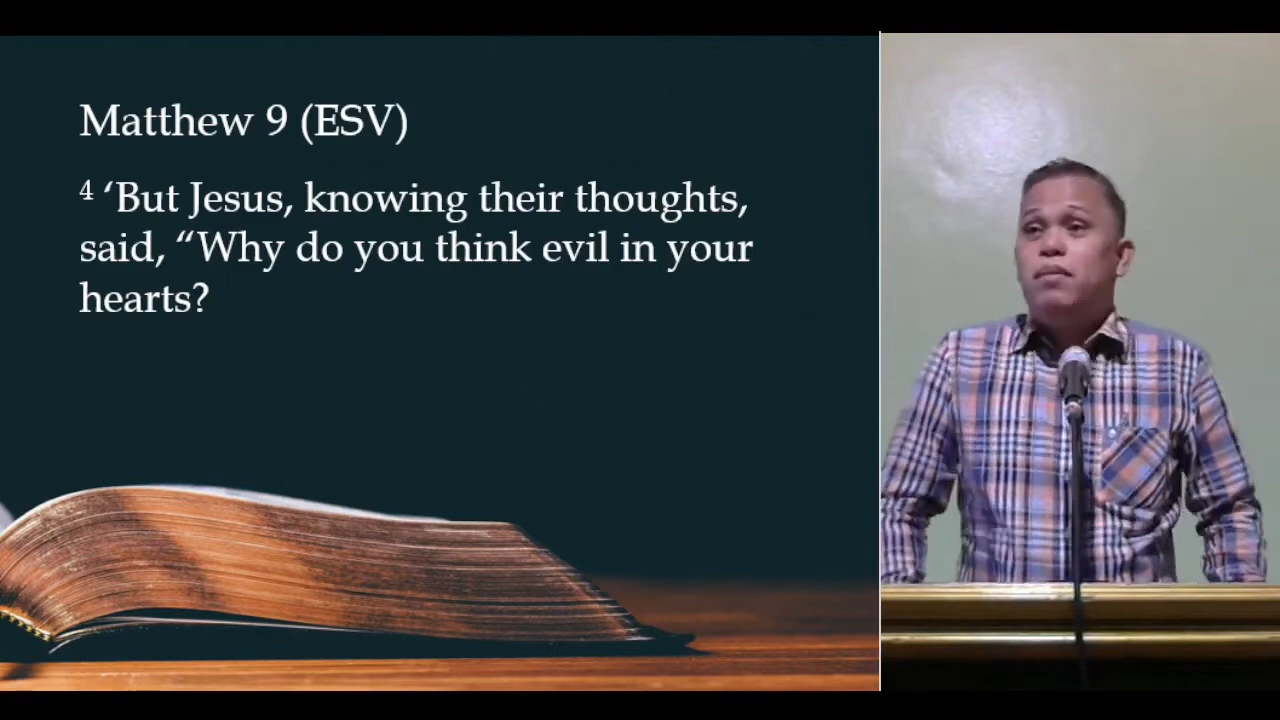 Matthew 9 (ESV)
4 ‘But Jesus, knowing their thoughts,
said, “Why do you think evil in your
hearts?